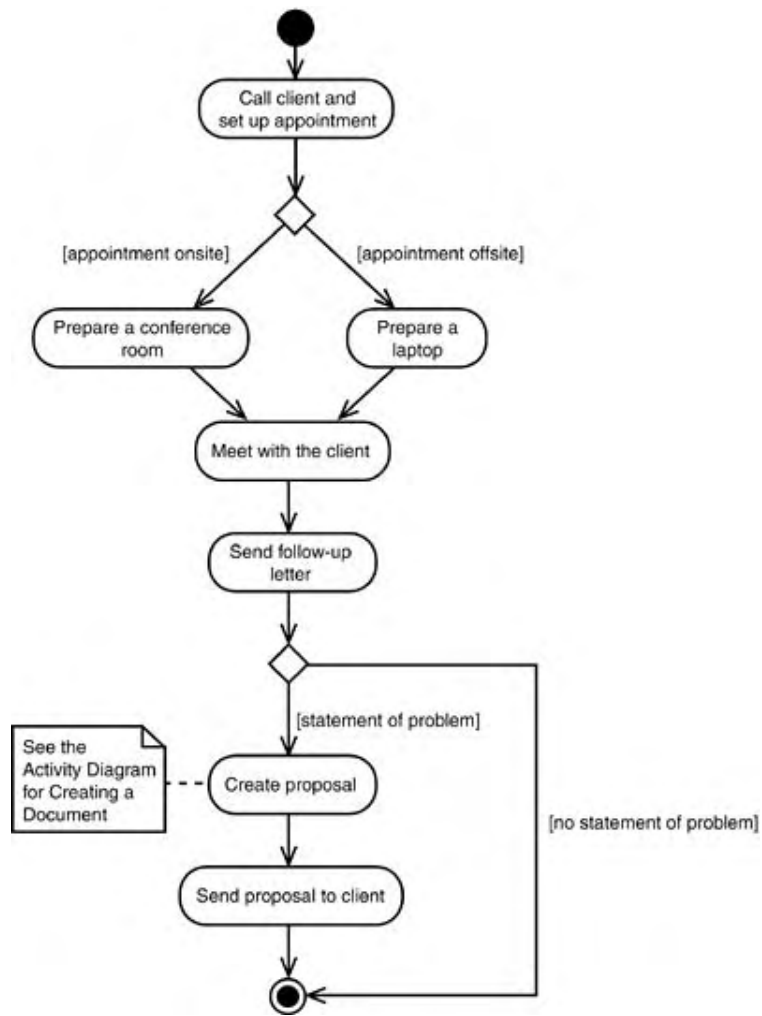 Call client and
set up appointment
[appointment onsite]
[appointment offsite]
Prepare a conference
room
Prepare a
laptop
Meet with the client
Send follow-up
letter
[statement of problem]
See the
Activity Diagram
for Creating a
Document
Create proposal
[no statement of problem]
Send proposal to client